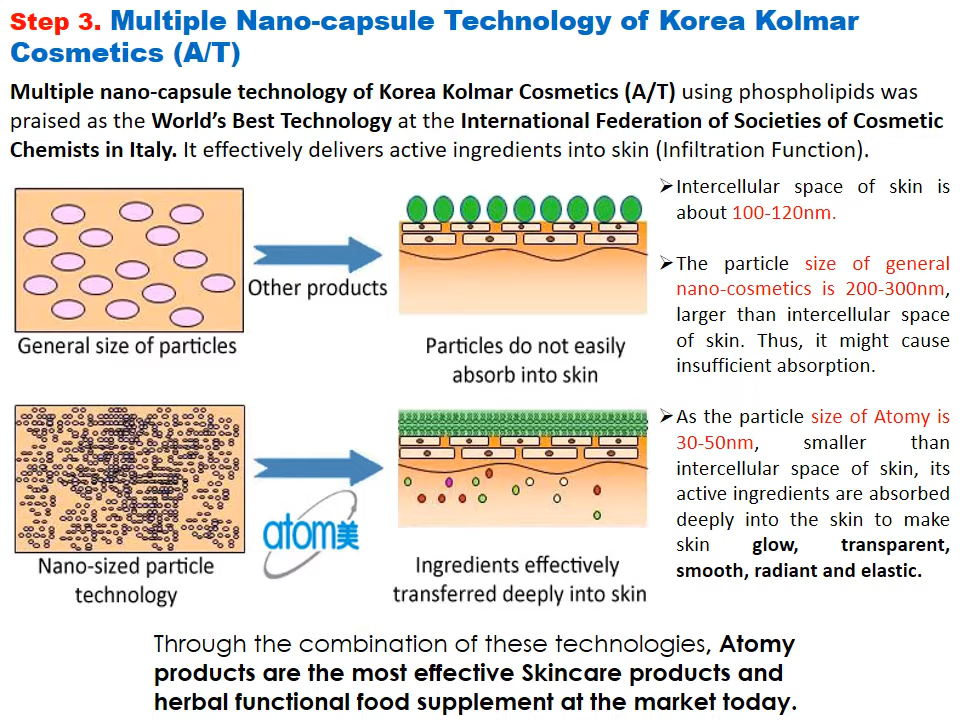 Step 3. Multiple Nano-capsule Technology of Korea Kolmar
Cosmetics (A/T)
Multiple nano-capsule technology of Korea Kolmar Cosmetics (A/T) using phospholipids was
praised as the World's Best Technology at the International Federation of Societies of Cosmetic
Chemists in Italy. It effectively delivers active ingredients into skin (Infiltration Function).
Other products
General size of particles
Particles do not easily
absorb into skin
atom美
Nano-sized particle
technology
Ingredients effectively
transferred deeply into skin
➢Intercellular space of skin is
about 100-120nm.
➢The particle size of general
nano-cosmetics is 200-300nm,
larger than intercellular space
of skin. Thus, it might cause
insufficient absorption.
➢As the particle size of Atomy is
30-50nm, smaller than
intercellular space of skin, its
active ingredients are absorbed
deeply into the skin to make
skin glow, transparent,
smooth, radiant and elastic.
Through the combination of these technologies, Atomy
products are the most effective Skincare products and
herbal functional food supplement at the market today.